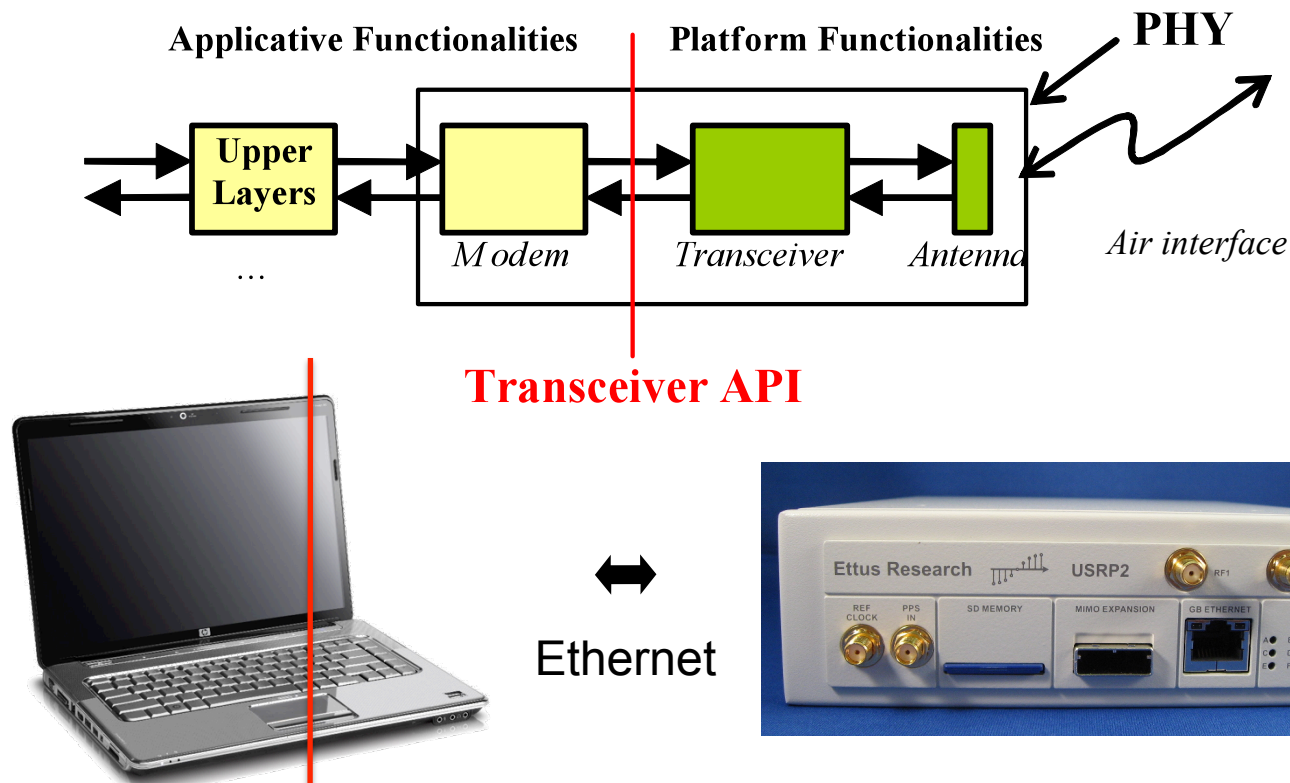 Applicative Functionalities
Platform Functionalities
PHY
Upper
Layers
...
Modem
Transceiver
Antenna
Air interface
Transceiver API
Ethernet
Ettus Research
USRP2
RF1
REF
CLOCK
PPS
IN
SD MEMORY
MIMO EXPANSION
GB ETHERNET
A
C
E
hp